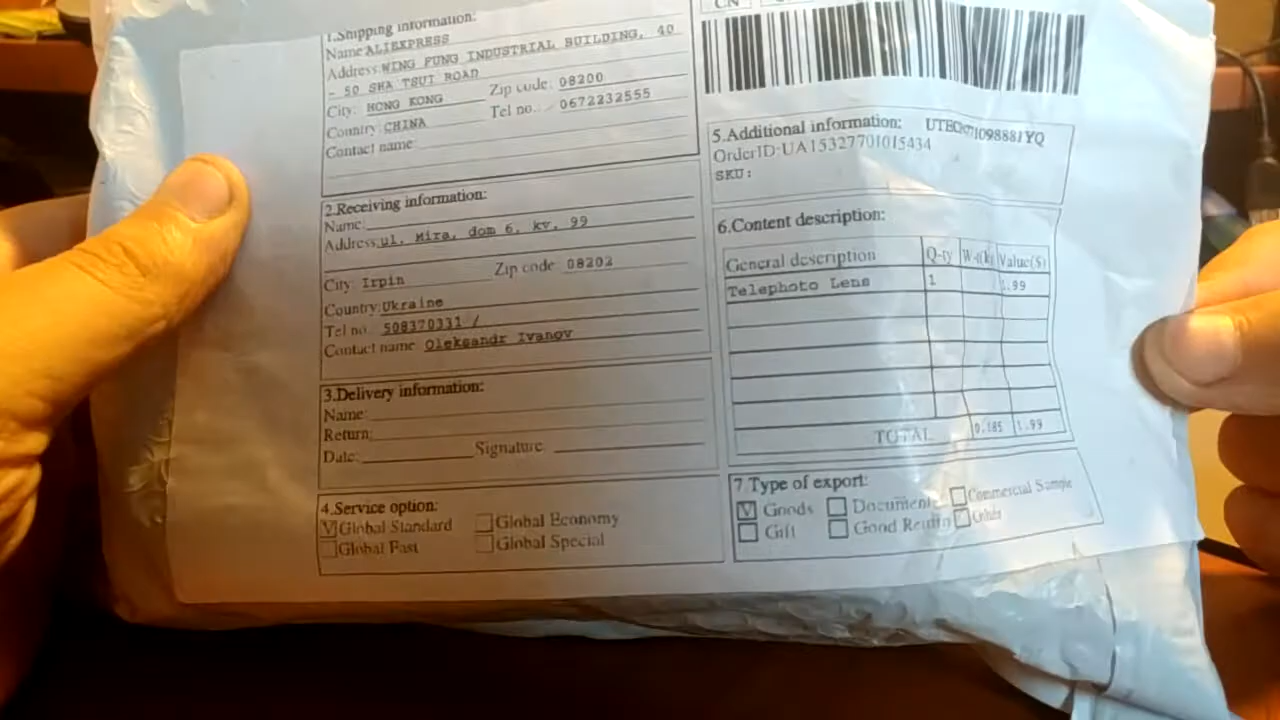 1.Shipping information:
Name:ALIEXPRESS
Address:WING FUNG INDUSTRIAL BUILDING, 40
- 50 SHA TSUI ROAD
City: HONG KONG Zip code: 08200
Country:CHINA Tel no.: 0672232555
Contact name:
2.Receiving information:
Name:
Address:ul. Mira, dom 6, kv. 99
City: Irpin Zip code: 08202
Country:Ukraine
Tel no. 508370331 /
Contact name: Oleksandr Ivanov
3.Delivery information:
Name:
Return:
Date: Signature:
4.Service option:
V Global Standard Global Economy
Global Fast Global Special
CN
5.Additional information:
OrderID:UA15327701015434
SKU:
6.Content description:
General description Q-ty Value($)
Telephoto Lens 1 1.99
TOTAL 0.185 1.99
7.Type of export:
V Goods Document Commercial Sample
Gift Good Return